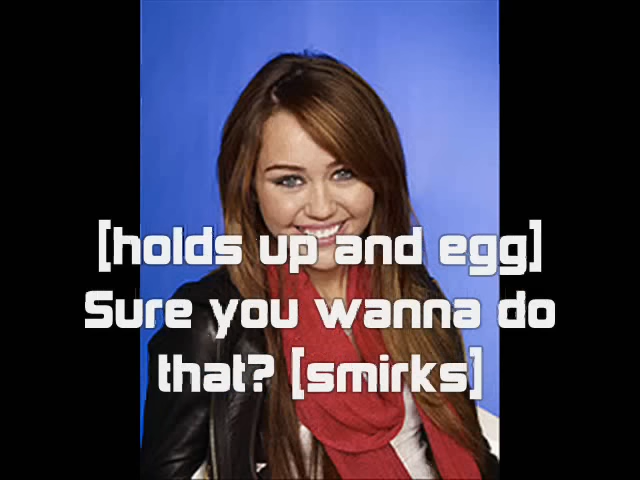 [holds up and egg]
Sure you wanna do
that? [smirks]